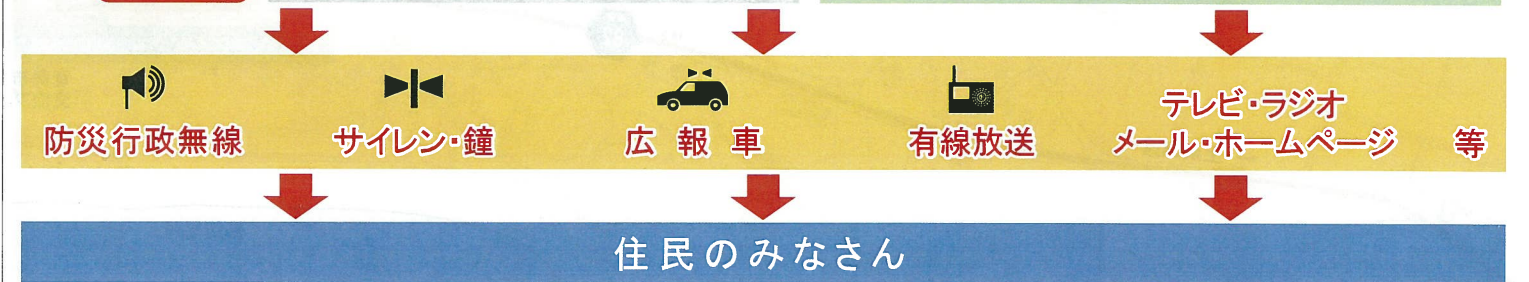 防災行政無線
サイレン・鐘
広報車
有線放送
テレビ・ラジオ
メール・ホームページ 等
住民のみなさん